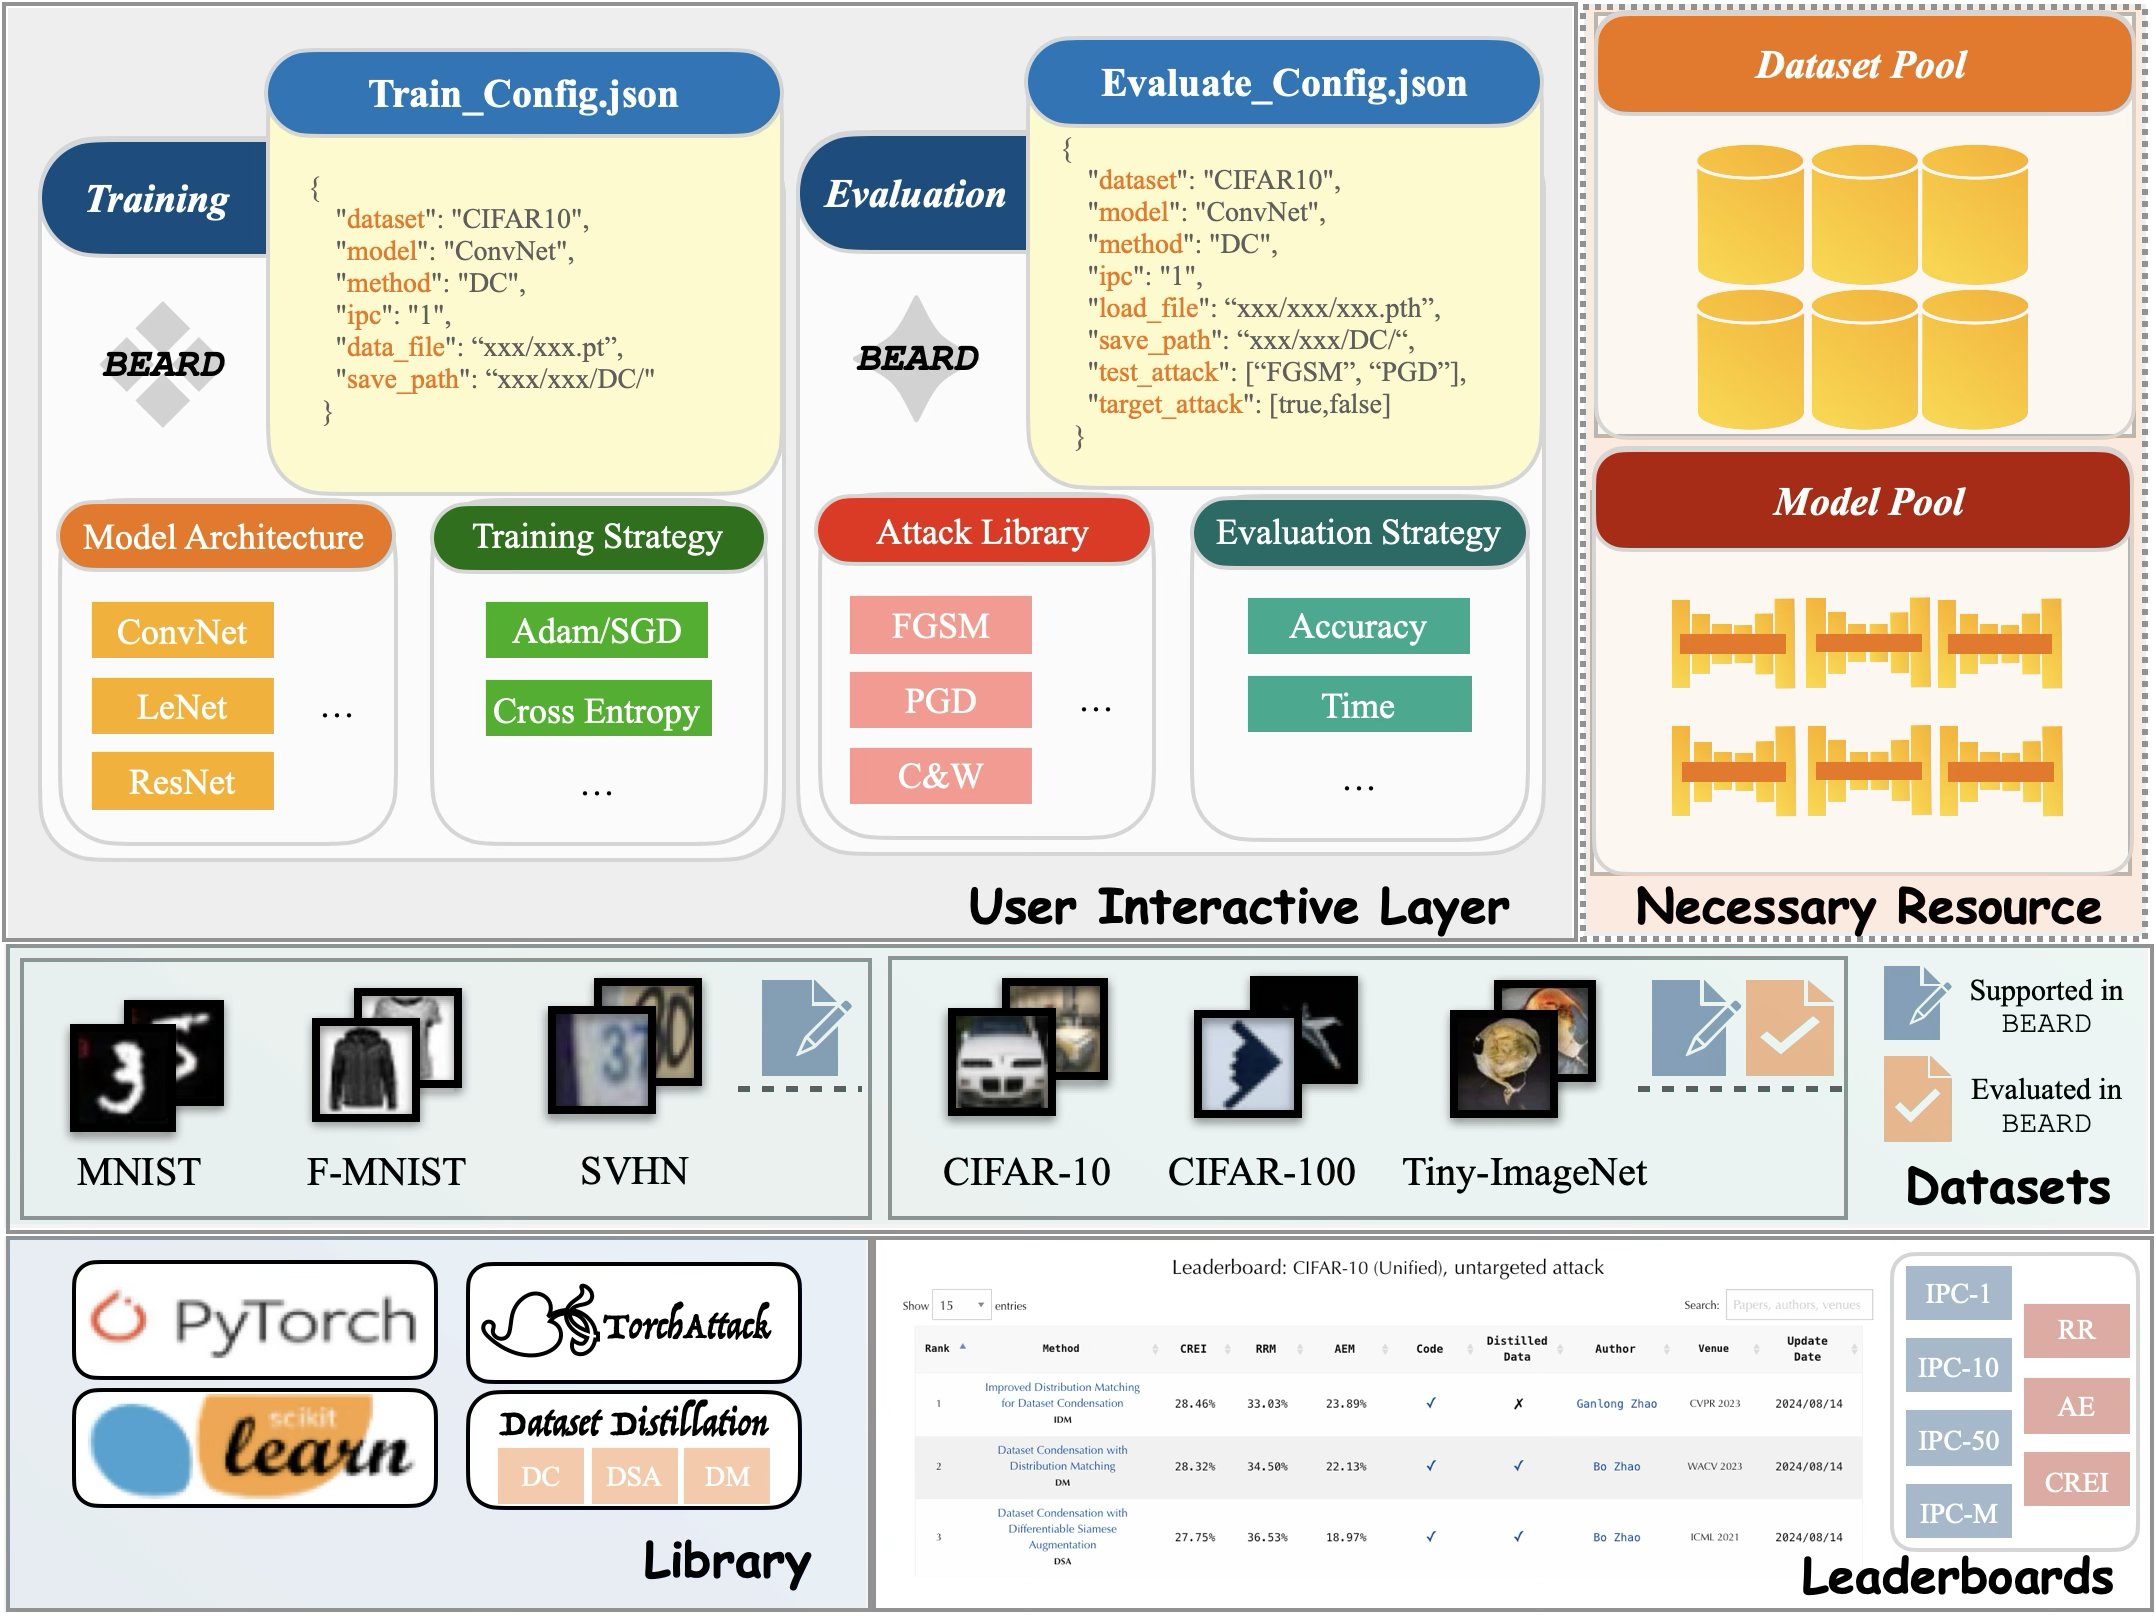 Train_Config.json
Training
{
"dataset": "CIFAR10",
"model": "ConvNet",
"method": "DC",
"ipc": "1",
"data_file": “xxx/xxx.pt”,
"save_path": “xxx/xxx/DC/"
}
BEARD
Model Architecture
ConvNet
LeNet
ResNet
...
Training Strategy
Adam/SGD
Cross Entropy
...
Evaluate_Config.json
Evaluation
{
"dataset": "CIFAR10",
"model": "ConvNet",
"method": "DC",
"ipc": "1",
"load_file": “xxx/xxx/xxx.pth”,
"save_path": “xxx/xxx/DC/“,
"test_attack": [“FGSM”, “PGD”],
"target_attack": [true,false]
}
BEARD
Attack Library
FGSM
PGD
C&W
...
Evaluation Strategy
Accuracy
Time
...
User Interactive Layer
Dataset Pool
Model Pool
Necessary Resource
MNIST
F-MNIST
SVHN
37
30
CIFAR-10
CIFAR-100
Tiny-ImageNet
Supported in
BEARD
Evaluated in
BEARD
Datasets
PyTorch
TorchAttack
scikit
learn
Dataset Distillation
DC DSA DM
Library
Leaderboard: CIFAR-10 (Unified), untargeted attack
Show 15 entries
Search: Papers, authors, venues
Rank Method CREI RRM AEM Code Distilled Data Author Venue Update Date
1 Improved Distribution Matching for Dataset Condensation IDM 28.46% 33.03% 23.89% ✓ ✗ Ganlong Zhao CVPR 2023 2024/08/14
2 Dataset Condensation with Distribution Matching DM 28.32% 34.50% 22.13% ✓ ✓ Bo Zhao WACV 2023 2024/08/14
3 Dataset Condensation with Differentiable Siamese Augmentation DSA 27.75% 36.53% 18.97% ✓ ✓ Bo Zhao ICML 2021 2024/08/14
IPC-1
IPC-10
IPC-50
IPC-M
RR
AE
CREI
Leaderboards